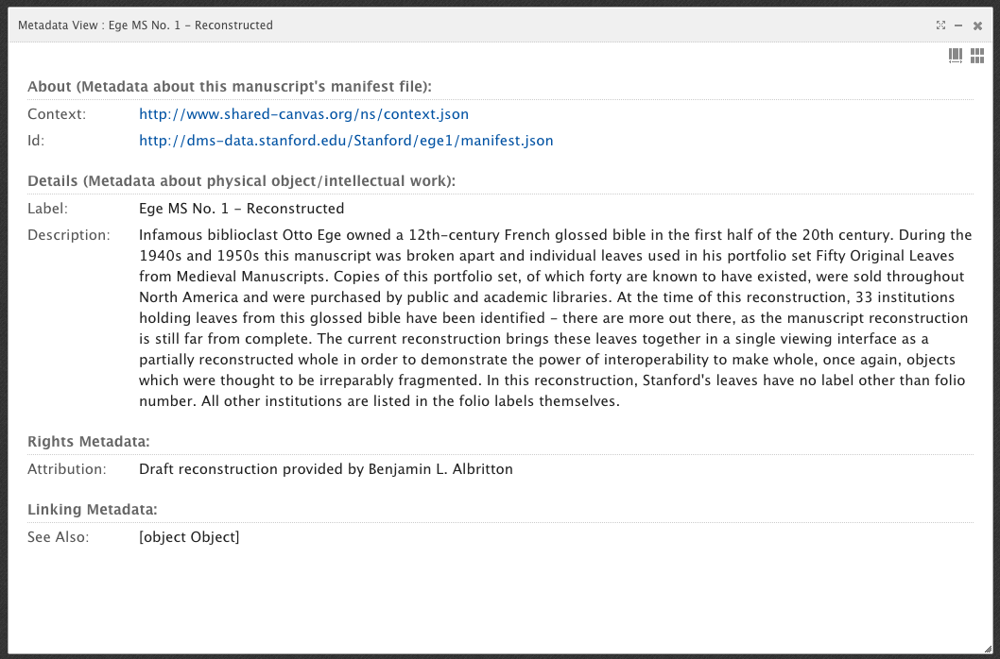 Metadata View : Ege MS No. 1 - Reconstructed
About (Metadata about this manuscript's manifest file):
Context: http://www.shared-canvas.org/ns/context.json
Id: http://dms-data.stanford.edu/Stanford/ege1/manifest.json
Details (Metadata about physical object/intellectual work):
Label: Ege MS No. 1 - Reconstructed
Description: Infamous biblioclast Otto Ege owned a 12th-century French glossed bible in the first half of the 20th century. During the
1940s and 1950s this manuscript was broken apart and individual leaves used in his portfolio set Fifty Original Leaves
from Medieval Manuscripts. Copies of this portfolio set, of which forty are known to have existed, were sold throughout
North America and were purchased by public and academic libraries. At the time of this reconstruction, 33 institutions
holding leaves from this glossed bible have been identified - there are more out there, as the manuscript reconstruction
is still far from complete. The current reconstruction brings these leaves together in a single viewing interface as a
partially reconstructed whole in order to demonstrate the power of interoperability to make whole, once again, objects
which were thought to be irreparably fragmented. In this reconstruction, Stanford's leaves have no label other than folio
number. All other institutions are listed in the folio labels themselves.
Rights Metadata:
Attribution: Draft reconstruction provided by Benjamin L. Albritton
Linking Metadata:
See Also: [object Object]